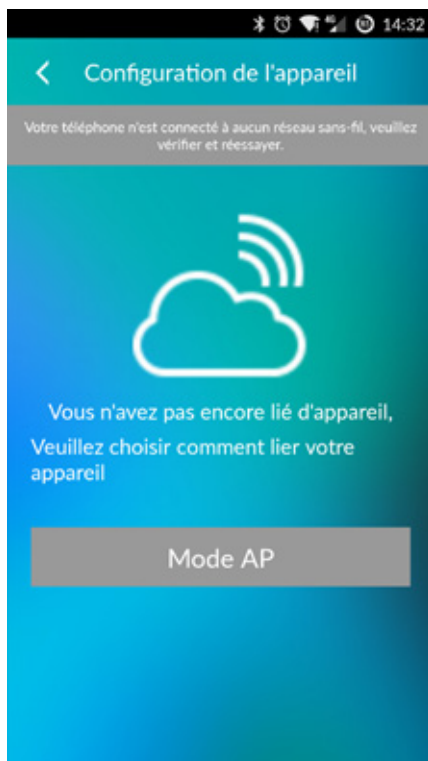 14:32
Configuration de l'appareil
Votre téléphone n'est connecté à aucun réseau sans-fil, veuillez
vérifier et réessayer.
Vous n'avez pas encore lié d'appareil,
Veuillez choisir comment lier votre
appareil
Mode AP